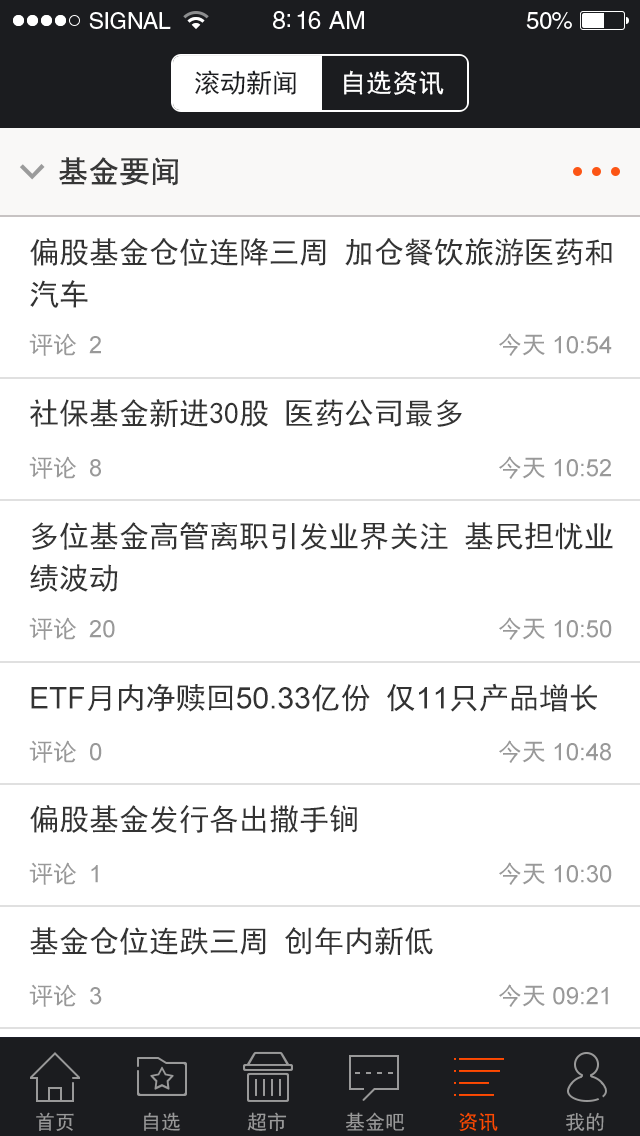 SIGNAL 8:16 AM 50%
滚动新闻 自选资讯
基金要闻
偏股基金仓位连降三周 加仓餐饮旅游医药和
汽车
评论 2 今天 10:54
社保基金新进30股 医药公司最多
评论 8 今天 10:52
多位基金高管离职引发业界关注 基民担忧业
绩波动
评论 20 今天 10:50
ETF月内净赎回50.33亿份 仅11只产品增长
评论 0 今天 10:48
偏股基金发行各出撒手锏
评论 1 今天 10:30
基金仓位连跌三周 创年内新低
评论 3 今天 09:21
首页 自选 超市 基金吧 资讯 我的